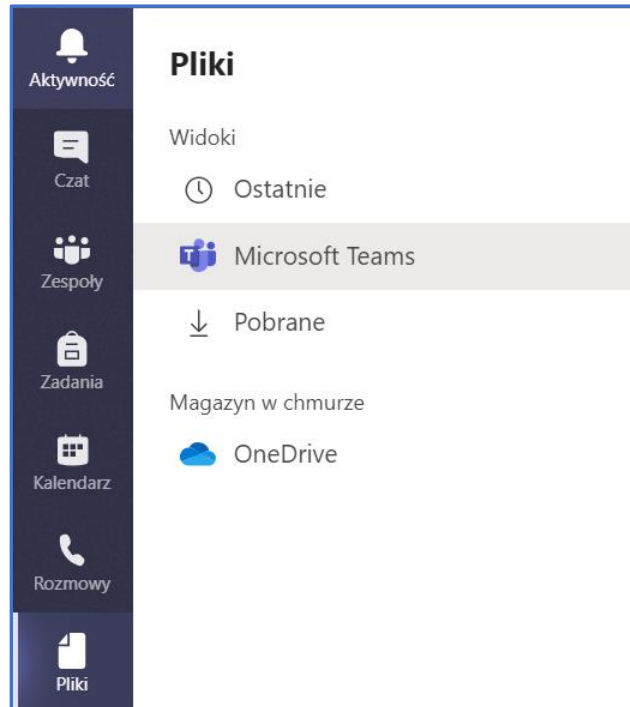 Aktywność
Czat
Zespoły
Zadania
Kalendarz
Rozmowy
Pliki
Pliki
Widoki
Ostatnie
Microsoft Teams
Pobrane
Magazyn w chmurze
OneDrive